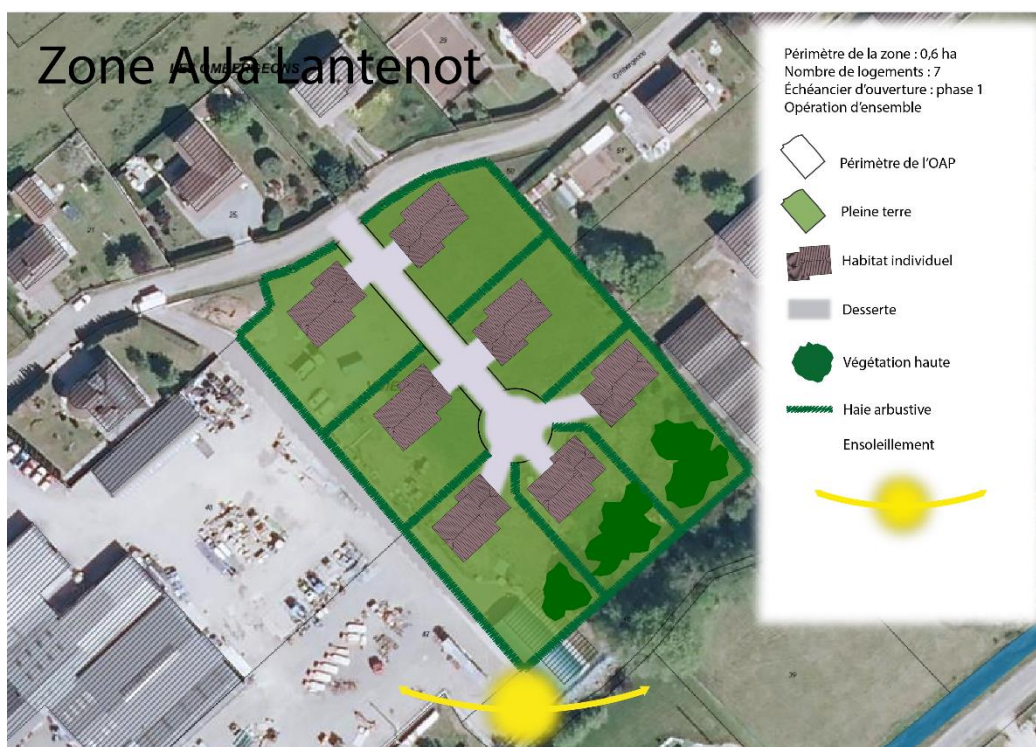 Zone AUa Lantenot
Périmètre de la zone : 0,6 ha
Nombre de logements : 7
Échéancier d'ouverture : phase 1
Opération d'ensemble
Périmètre de l'OAP
Pleine terre
Habitat individuel
Desserte
Végétation haute
Haie arbustive
Ensoleillement
39